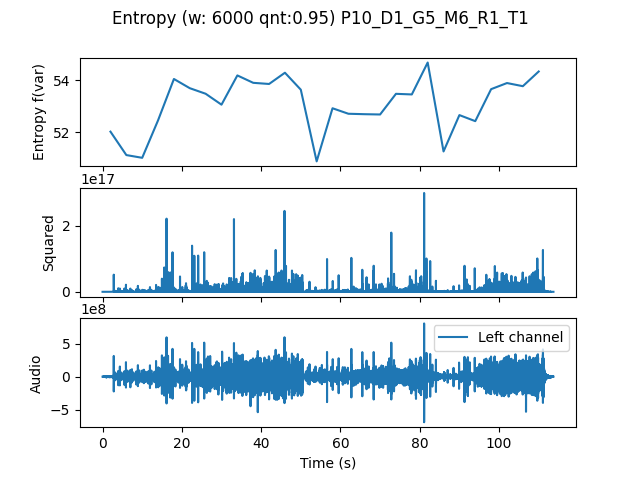 Entropy (w: 6000 qnt:0.95) P10_D1_G5_M6_R1_T1
Entropy f(var)
54
52
1e17
Squared
2
0
1e8
Audio
5
0
−5
Left channel
0 20 40 60 80 100
Time (s)